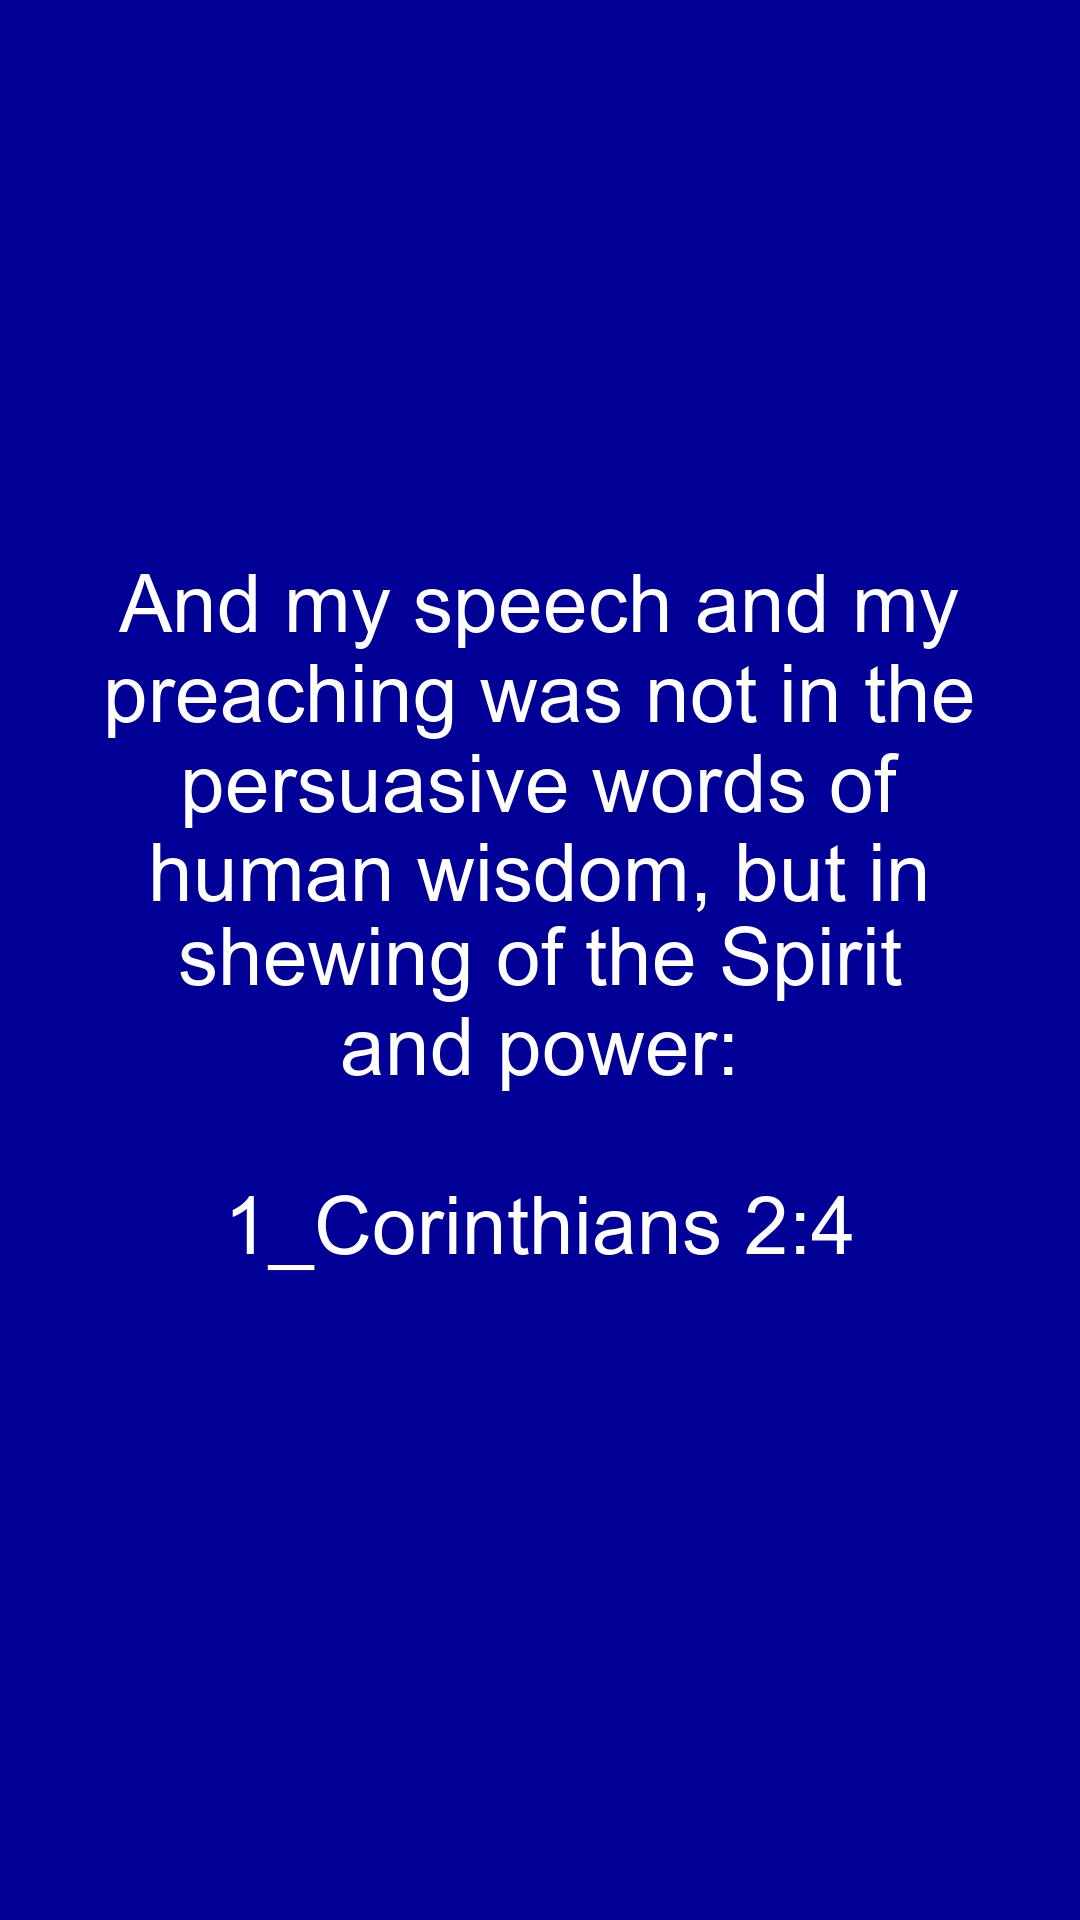 And my speech and my
preaching was not in the
persuasive words of
human wisdom, but in
shewing of the Spirit
and power:
1_Corinthians 2:4